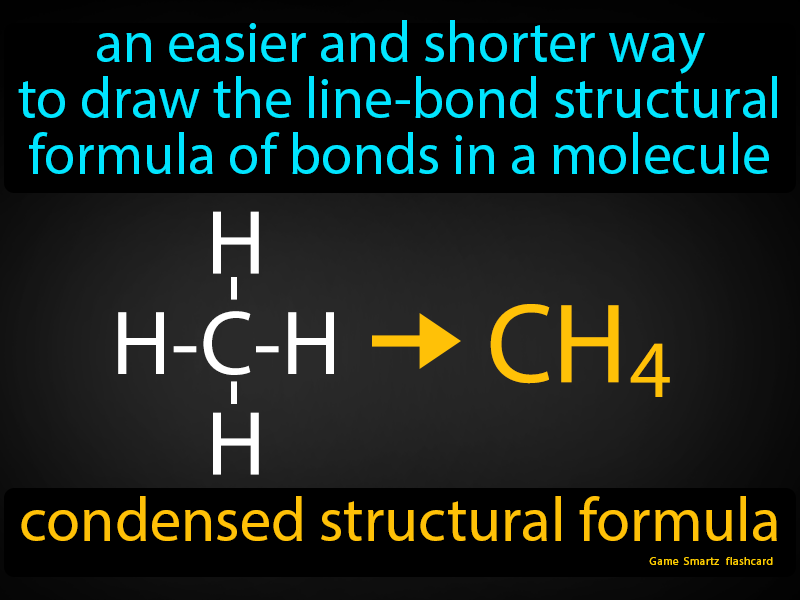 an easier and shorter way
to draw the line-bond structural
formula of bonds in a molecule
H
H-C-H
H
CH₄
condensed structural formula
Game Smartz flashcard